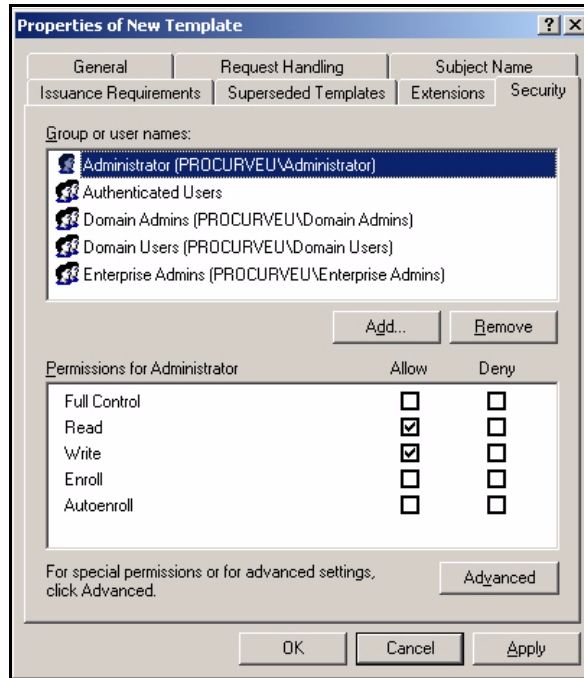 Properties of New Template
General Request Handling Subject Name
Issuance Requirements Superseded Templates Extensions Security
Group or user names:
Administrator (PROCURVEU\Administrator)
Authenticated Users
Domain Admins (PROCURVEU\Domain Admins)
Domain Users (PROCURVEU\Domain Users)
Enterprise Admins (PROCURVEU\Enterprise Admins)
Add... Remove
Permissions for Administrator Allow Deny
Full Control
Read
Write
Enroll
Autoenroll
For special permissions or for advanced settings,
click Advanced.
Advanced
OK Cancel Apply